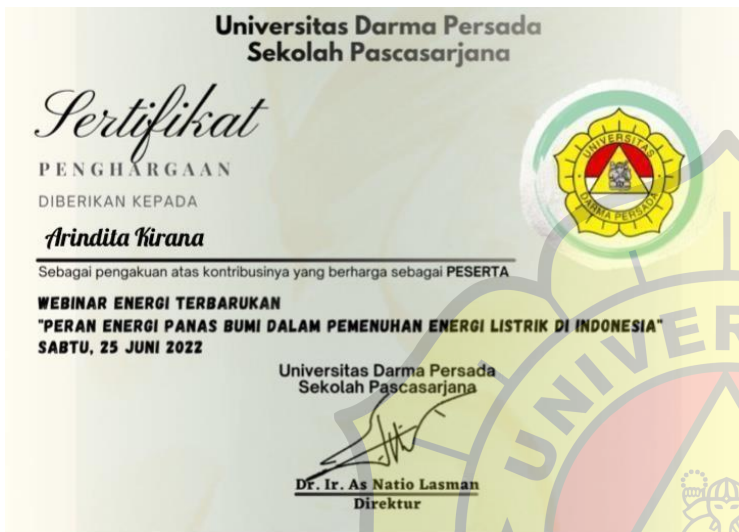 Universitas Darma Persada
Sekolah Pascasarjana
Sertifikat
PENGHARGAAN
DIBERIKAN KEPADA
Arindita Kirana
Sebagai pengakuan atas kontribusinya yang berharga sebagai PESERTA
WEBINAR ENERGI TERBARUKAN
"PERAN ENERGI PANAS BUMI DALAM PEMENUHAN ENERGI LISTRIK DI INDONESIA"
SABTU, 25 JUNI 2022
Universitas Darma Persada
Sekolah Pascasarjana
Dr. Ir. As Natio Lasman
Direktur
UNIVERSITAS
DARMA PERSADA
UNIVER